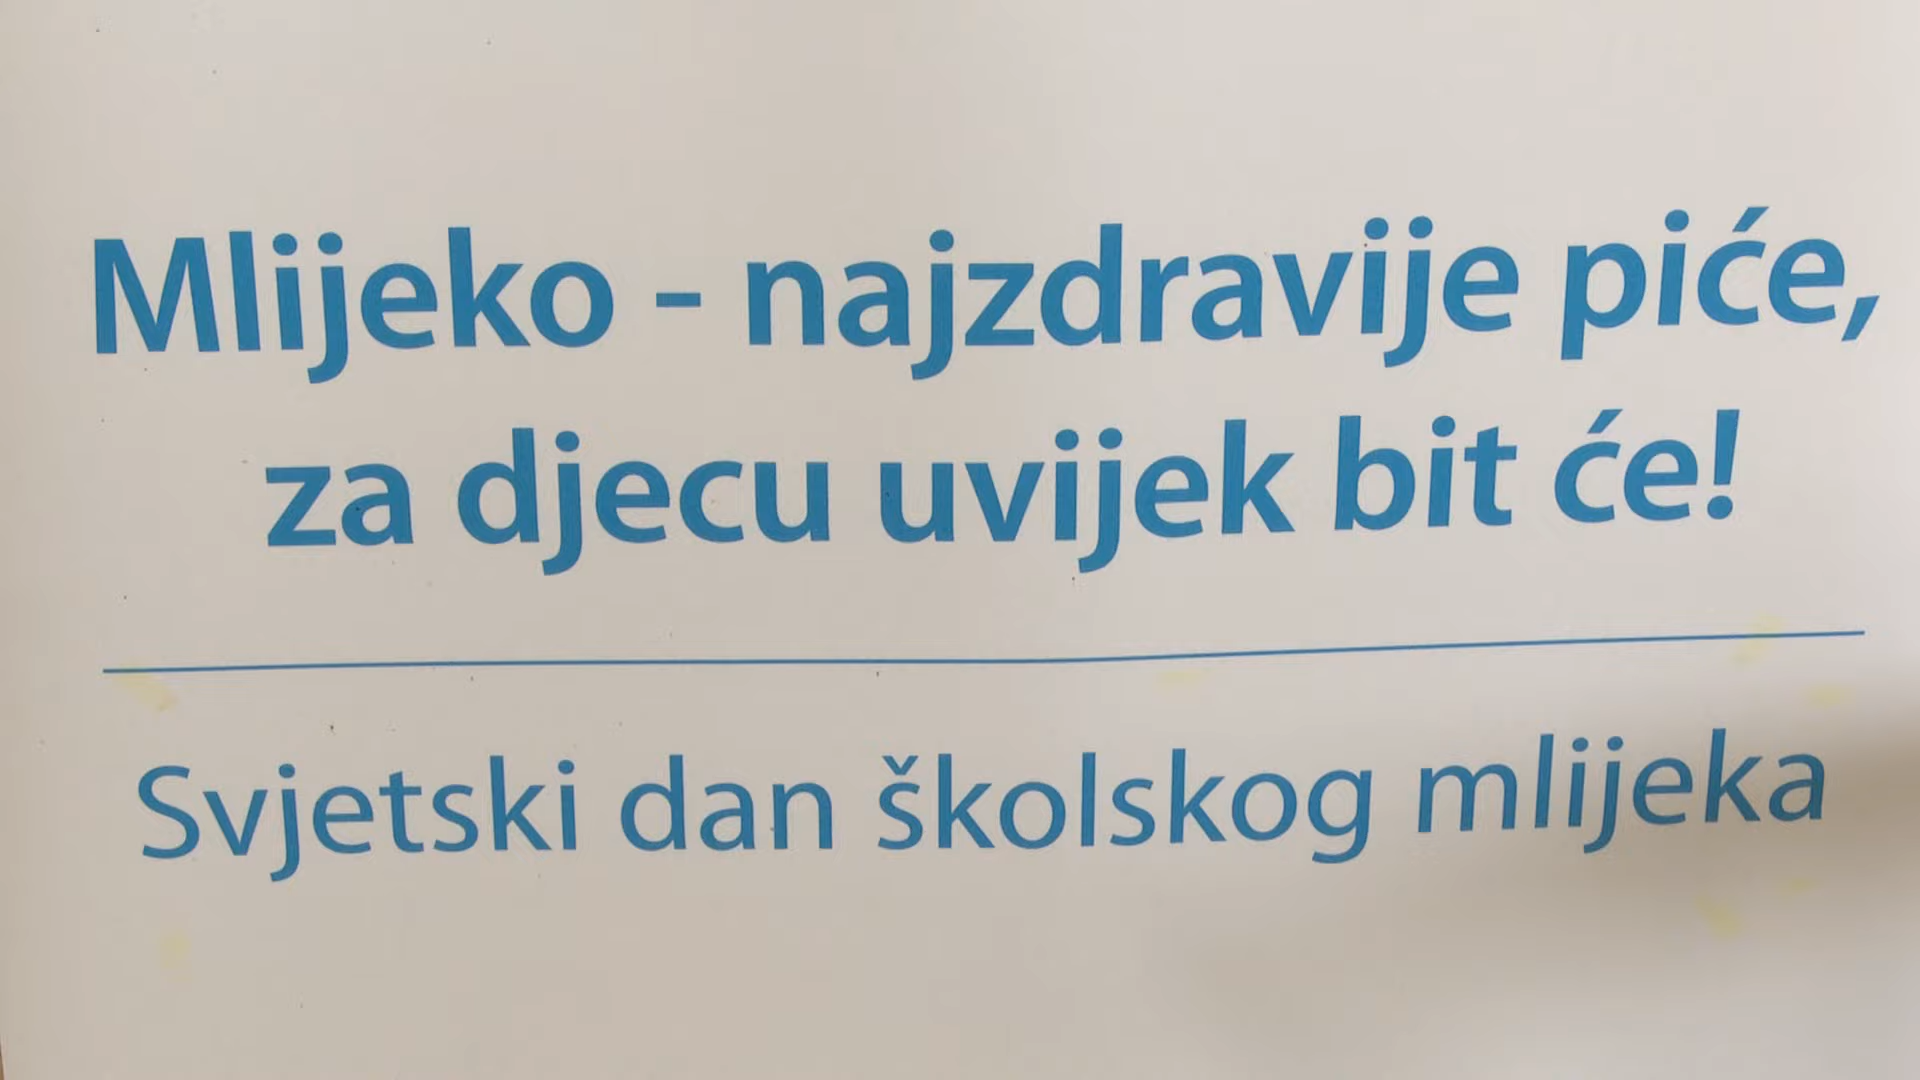 Mlijeko - najzdravije piće,
za djecu uvijek bit će!
Svjetski dan školskog mlijeka